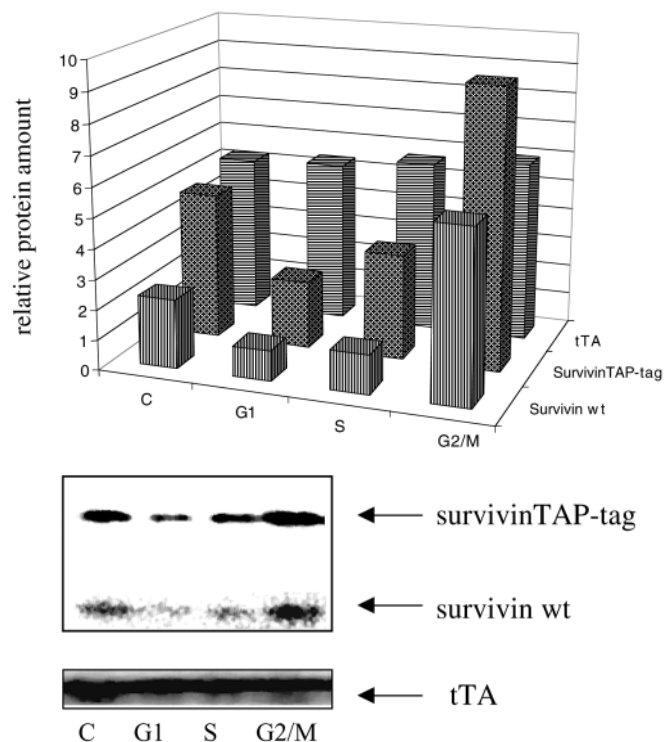 relative protein amount
10
9
8
7
6
5
4
3
2
1
0
C
G1
S
G2/M
tTA
SurvivinTAP-tag
Survivin wt
survivinTAP-tag
survivin wt
tTA
C G1 S G2/M